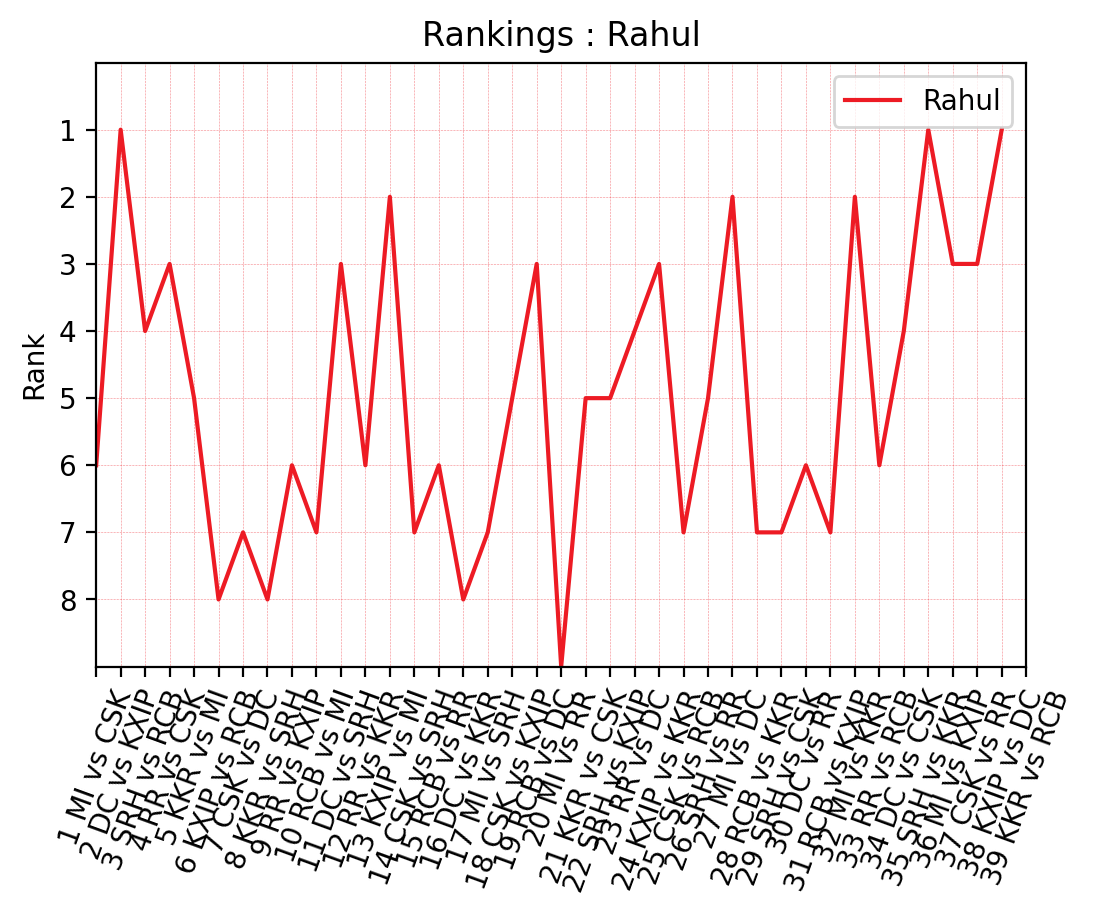 Rankings : Rahul
Rahul
Rank
1
2
3
4
5
6
7
8
1 MI vs CSK
2 DC vs KXIP
3 SRH vs RCB
4 RR vs CSK
5 KKR vs MI
6 KXIP vs RCB
7 CSK vs DC
8 KKR vs SRH
9 RR vs KXIP
10 RCB vs MI
11 DC vs SRH
12 RR vs KKR
13 KXIP vs MI
14 CSK vs SRH
15 RCB vs RR
16 DC vs KKR
17 MI vs SRH
18 CSK vs KXIP
19 RCB vs DC
20 MI vs RR
21 KKR vs CSK
22 SRH vs KXIP
23 RR vs DC
24 KXIP vs KKR
25 CSK vs RCB
26 SRH vs RR
27 MI vs DC
28 RCB vs KKR
29 SRH vs CSK
30 DC vs RR
31 RCB vs KXIP
32 MI vs KKR
33 RR vs RCB
34 DC vs CSK
35 SRH vs KKR
36 MI vs KXIP
37 CSK vs RR
38 KXIP vs DC
39 KKR vs RCB